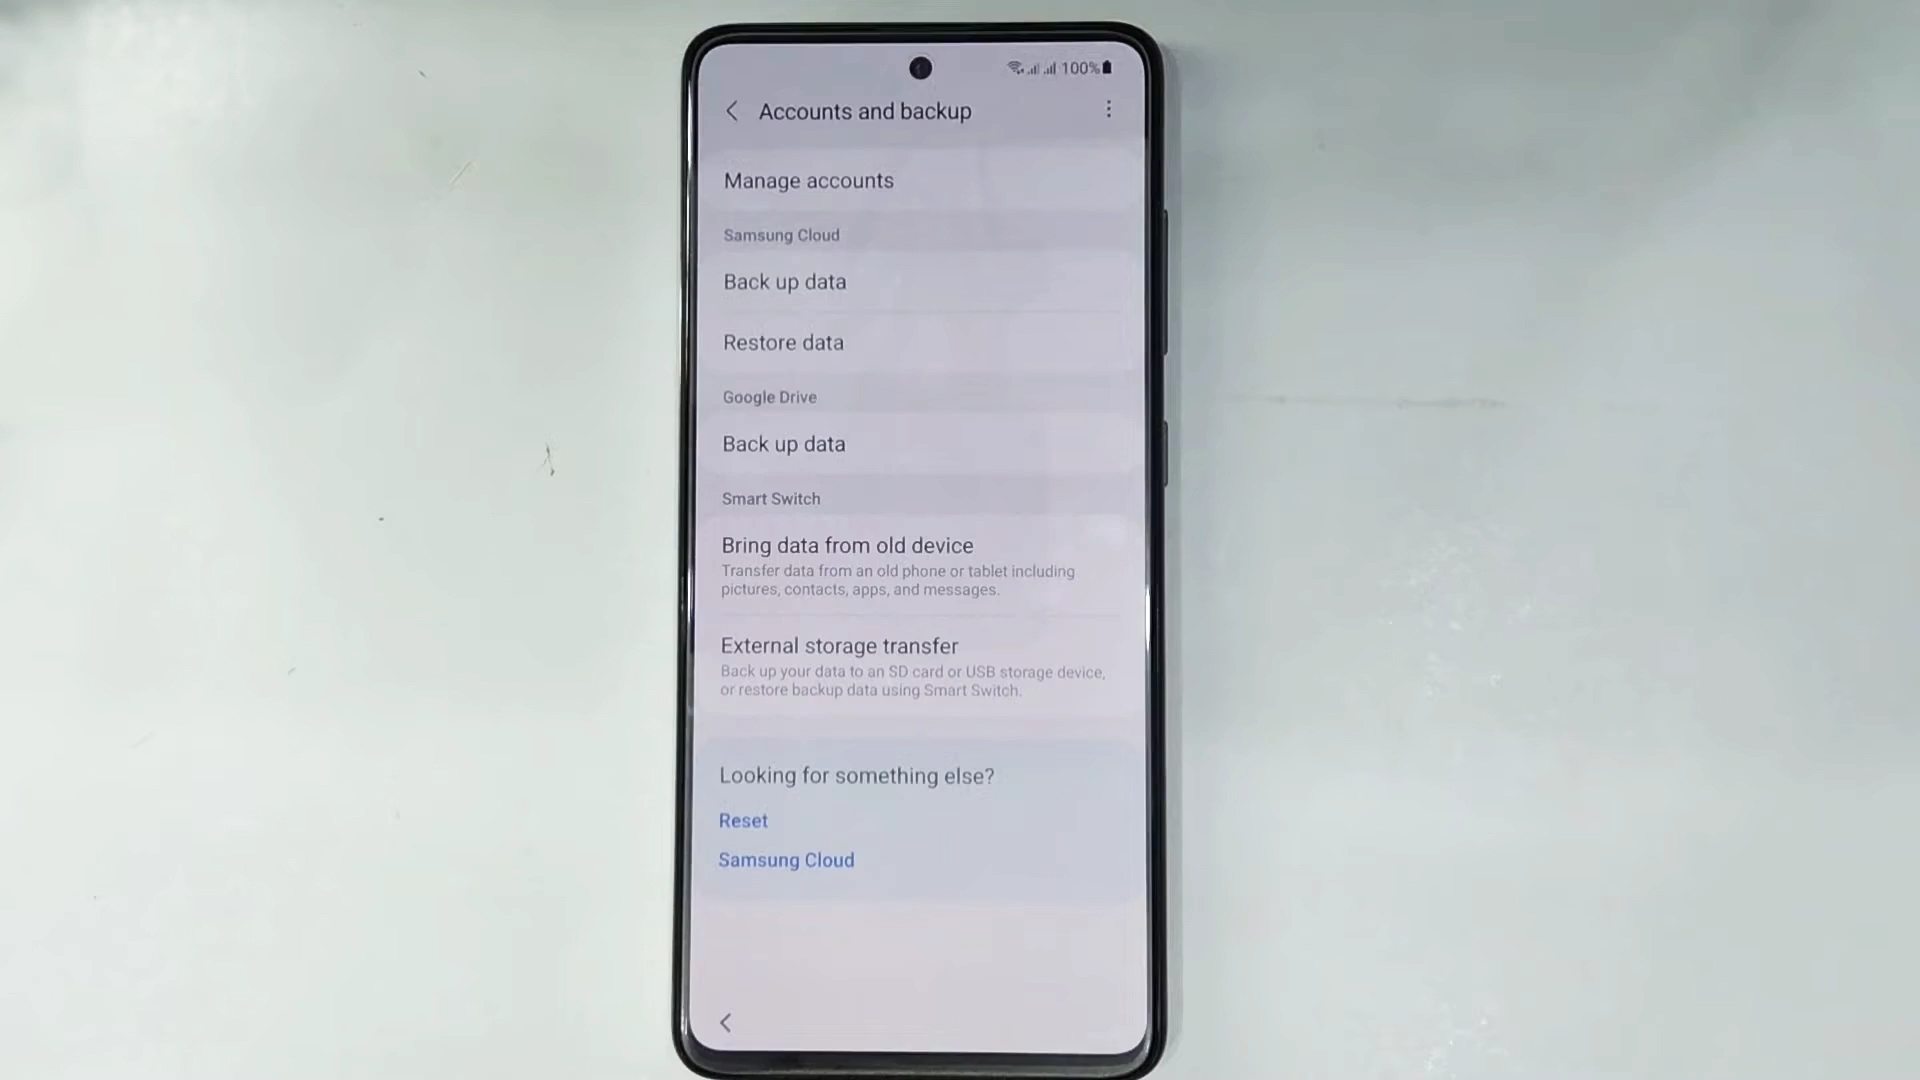 100%
Accounts and backup
Manage accounts
Samsung Cloud
Back up data
Restore data
Google Drive
Back up data
Smart Switch
Bring data from old device
Transfer data from an old phone or tablet including
pictures, contacts, apps, and messages.
External storage transfer
Back up your data to an SD card or USB storage device,
or restore backup data using Smart Switch.
Looking for something else?
Reset
Samsung Cloud